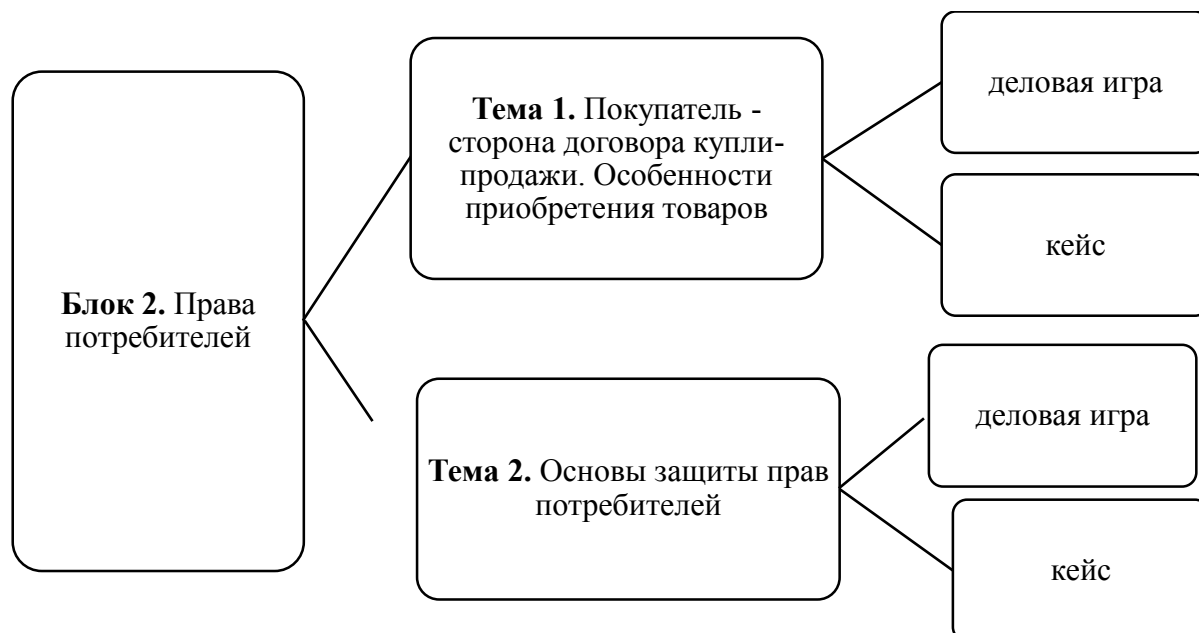 Блок 2. Права
потребителей
Тема 1. Покупатель -
сторона договора купли-
продажи. Особенности
приобретения товаров
деловая игра
кейс
Тема 2. Основы защиты прав
потребителей
деловая игра
кейс